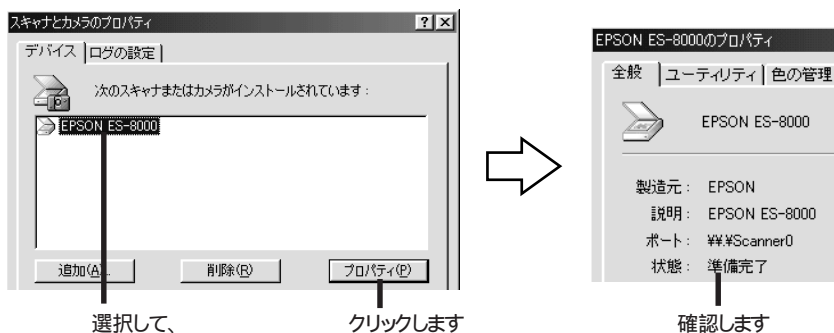 スキャナとカメラのプロパティ
デバイス ログの設定
次のスキャナまたはカメラがインストールされています:
EPSON ES-8000
追加(A)... 削除(R) プロパティ(P)
選択して、 クリックします
EPSON ES-8000のプロパティ
全般 ユーティリティ 色の管理
EPSON ES-8000
製造元: EPSON
説明: EPSON ES-8000
ポート: ¥¥.¥Scanner0
状態: 準備完了
確認します